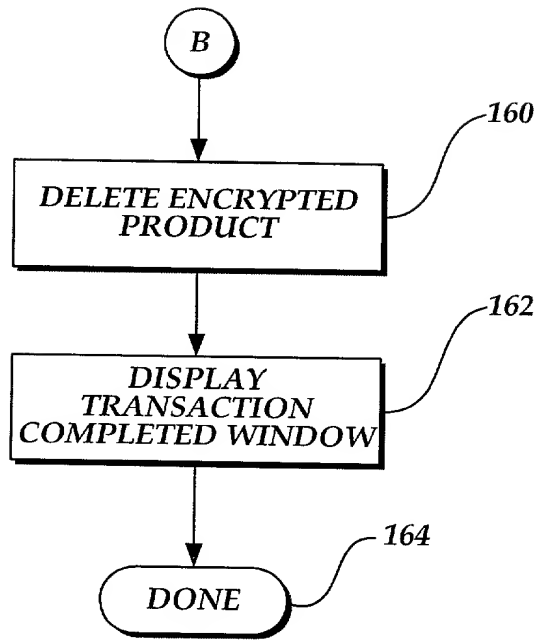 B
160
DELETE ENCRYPTED
PRODUCT
162
DISPLAY
TRANSACTION
COMPLETED WINDOW
164
DONE